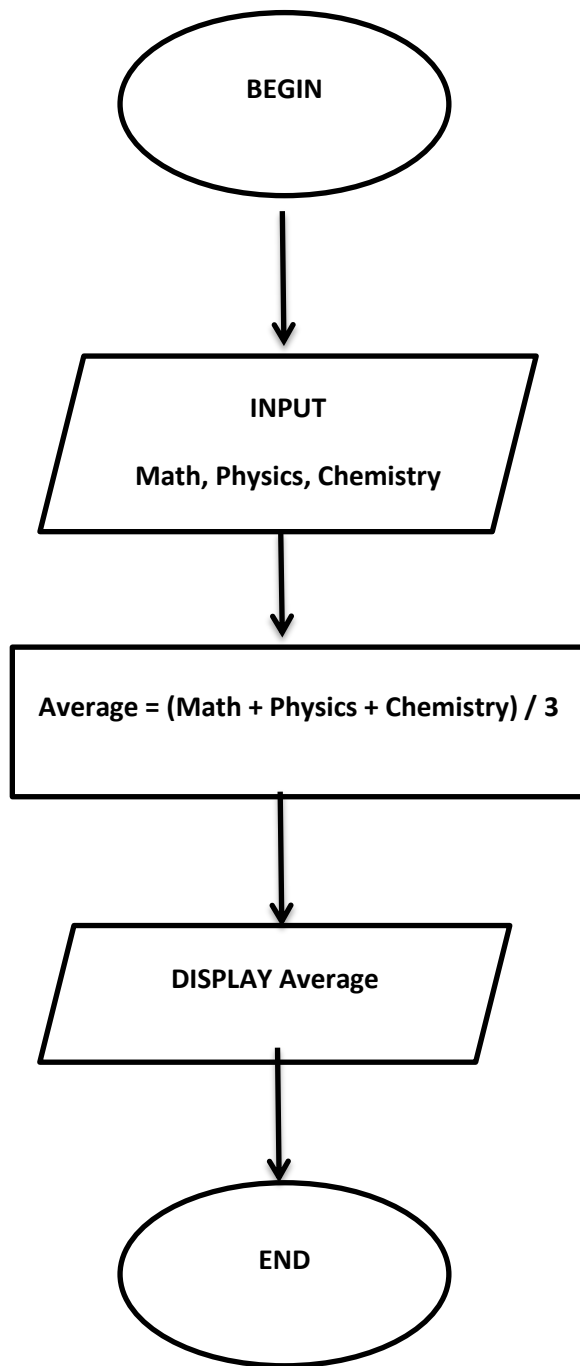 BEGIN
INPUT
Math, Physics, Chemistry
Average = (Math + Physics + Chemistry) / 3
DISPLAY Average
END